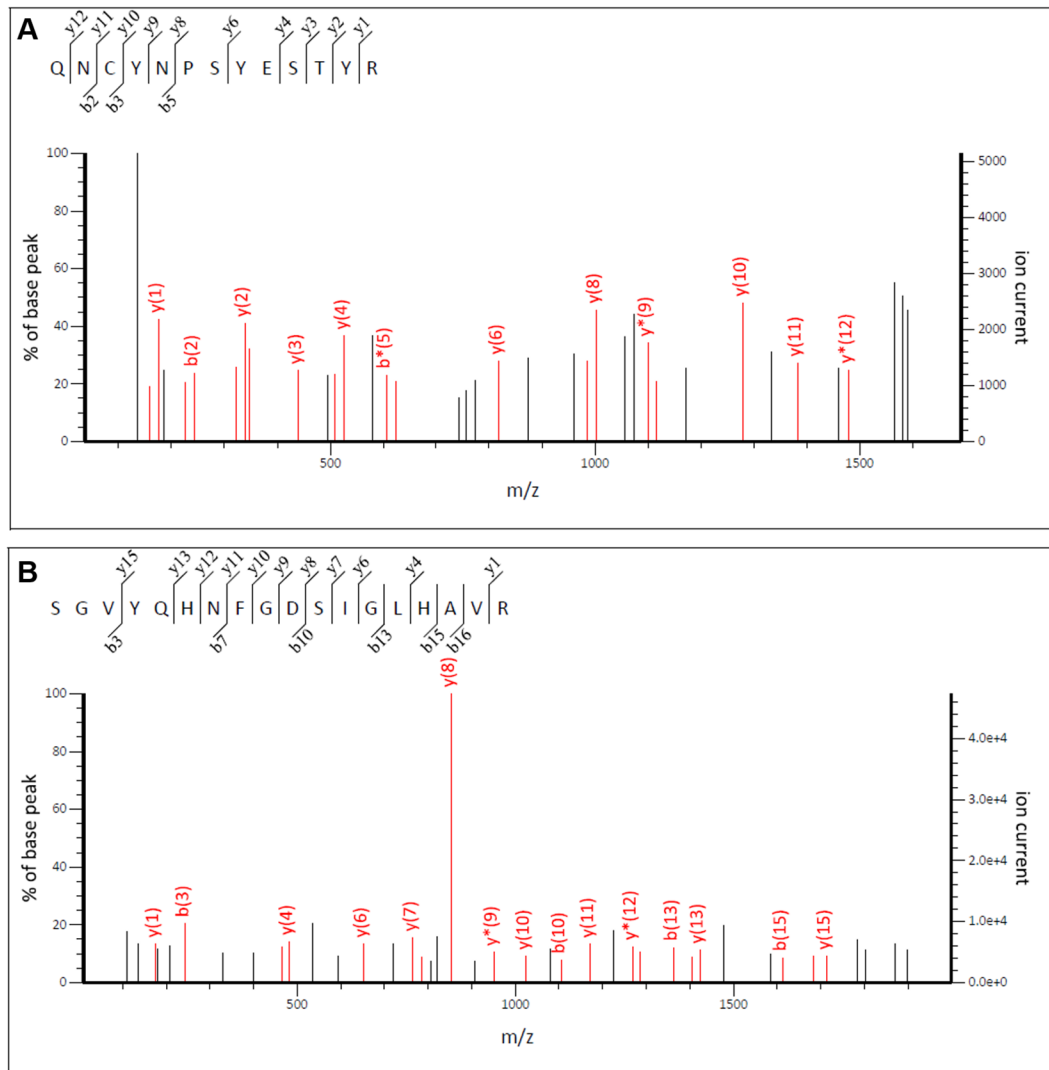 A
y12 y11 y10 y9 y8 y6 y4 y3 y2 y1
Q N C Y N P S Y E S T Y R
b2 b3 b5
100
80
60
40
20
0
% of base peak
5000
4000
3000
2000
1000
0
ion current
y(1)
b(2)
y(2)
y(3)
y(4)
b*(5)
y(6)
y(8)
y*(9)
y(10)
y(11)
y*(12)
500 1000 1500
m/z
B
y15 y13 y12 y11 y10 y9 y8 y7 y6 y4 y1
S G V Y Q H N F G D S I G L H A V R
b3 b7 b10 b13 b15 b16
100
80
60
40
20
0
% of base peak
4.0e+4
3.0e+4
2.0e+4
1.0e+4
0.0e+0
ion current
y(1)
b(3)
y(4)
y(6)
y(7)
y(8)
y*(9)
y(10)
b(10)
y(11)
y*(12)
b(13)
y(13)
b(15)
y(15)
500 1000 1500
m/z